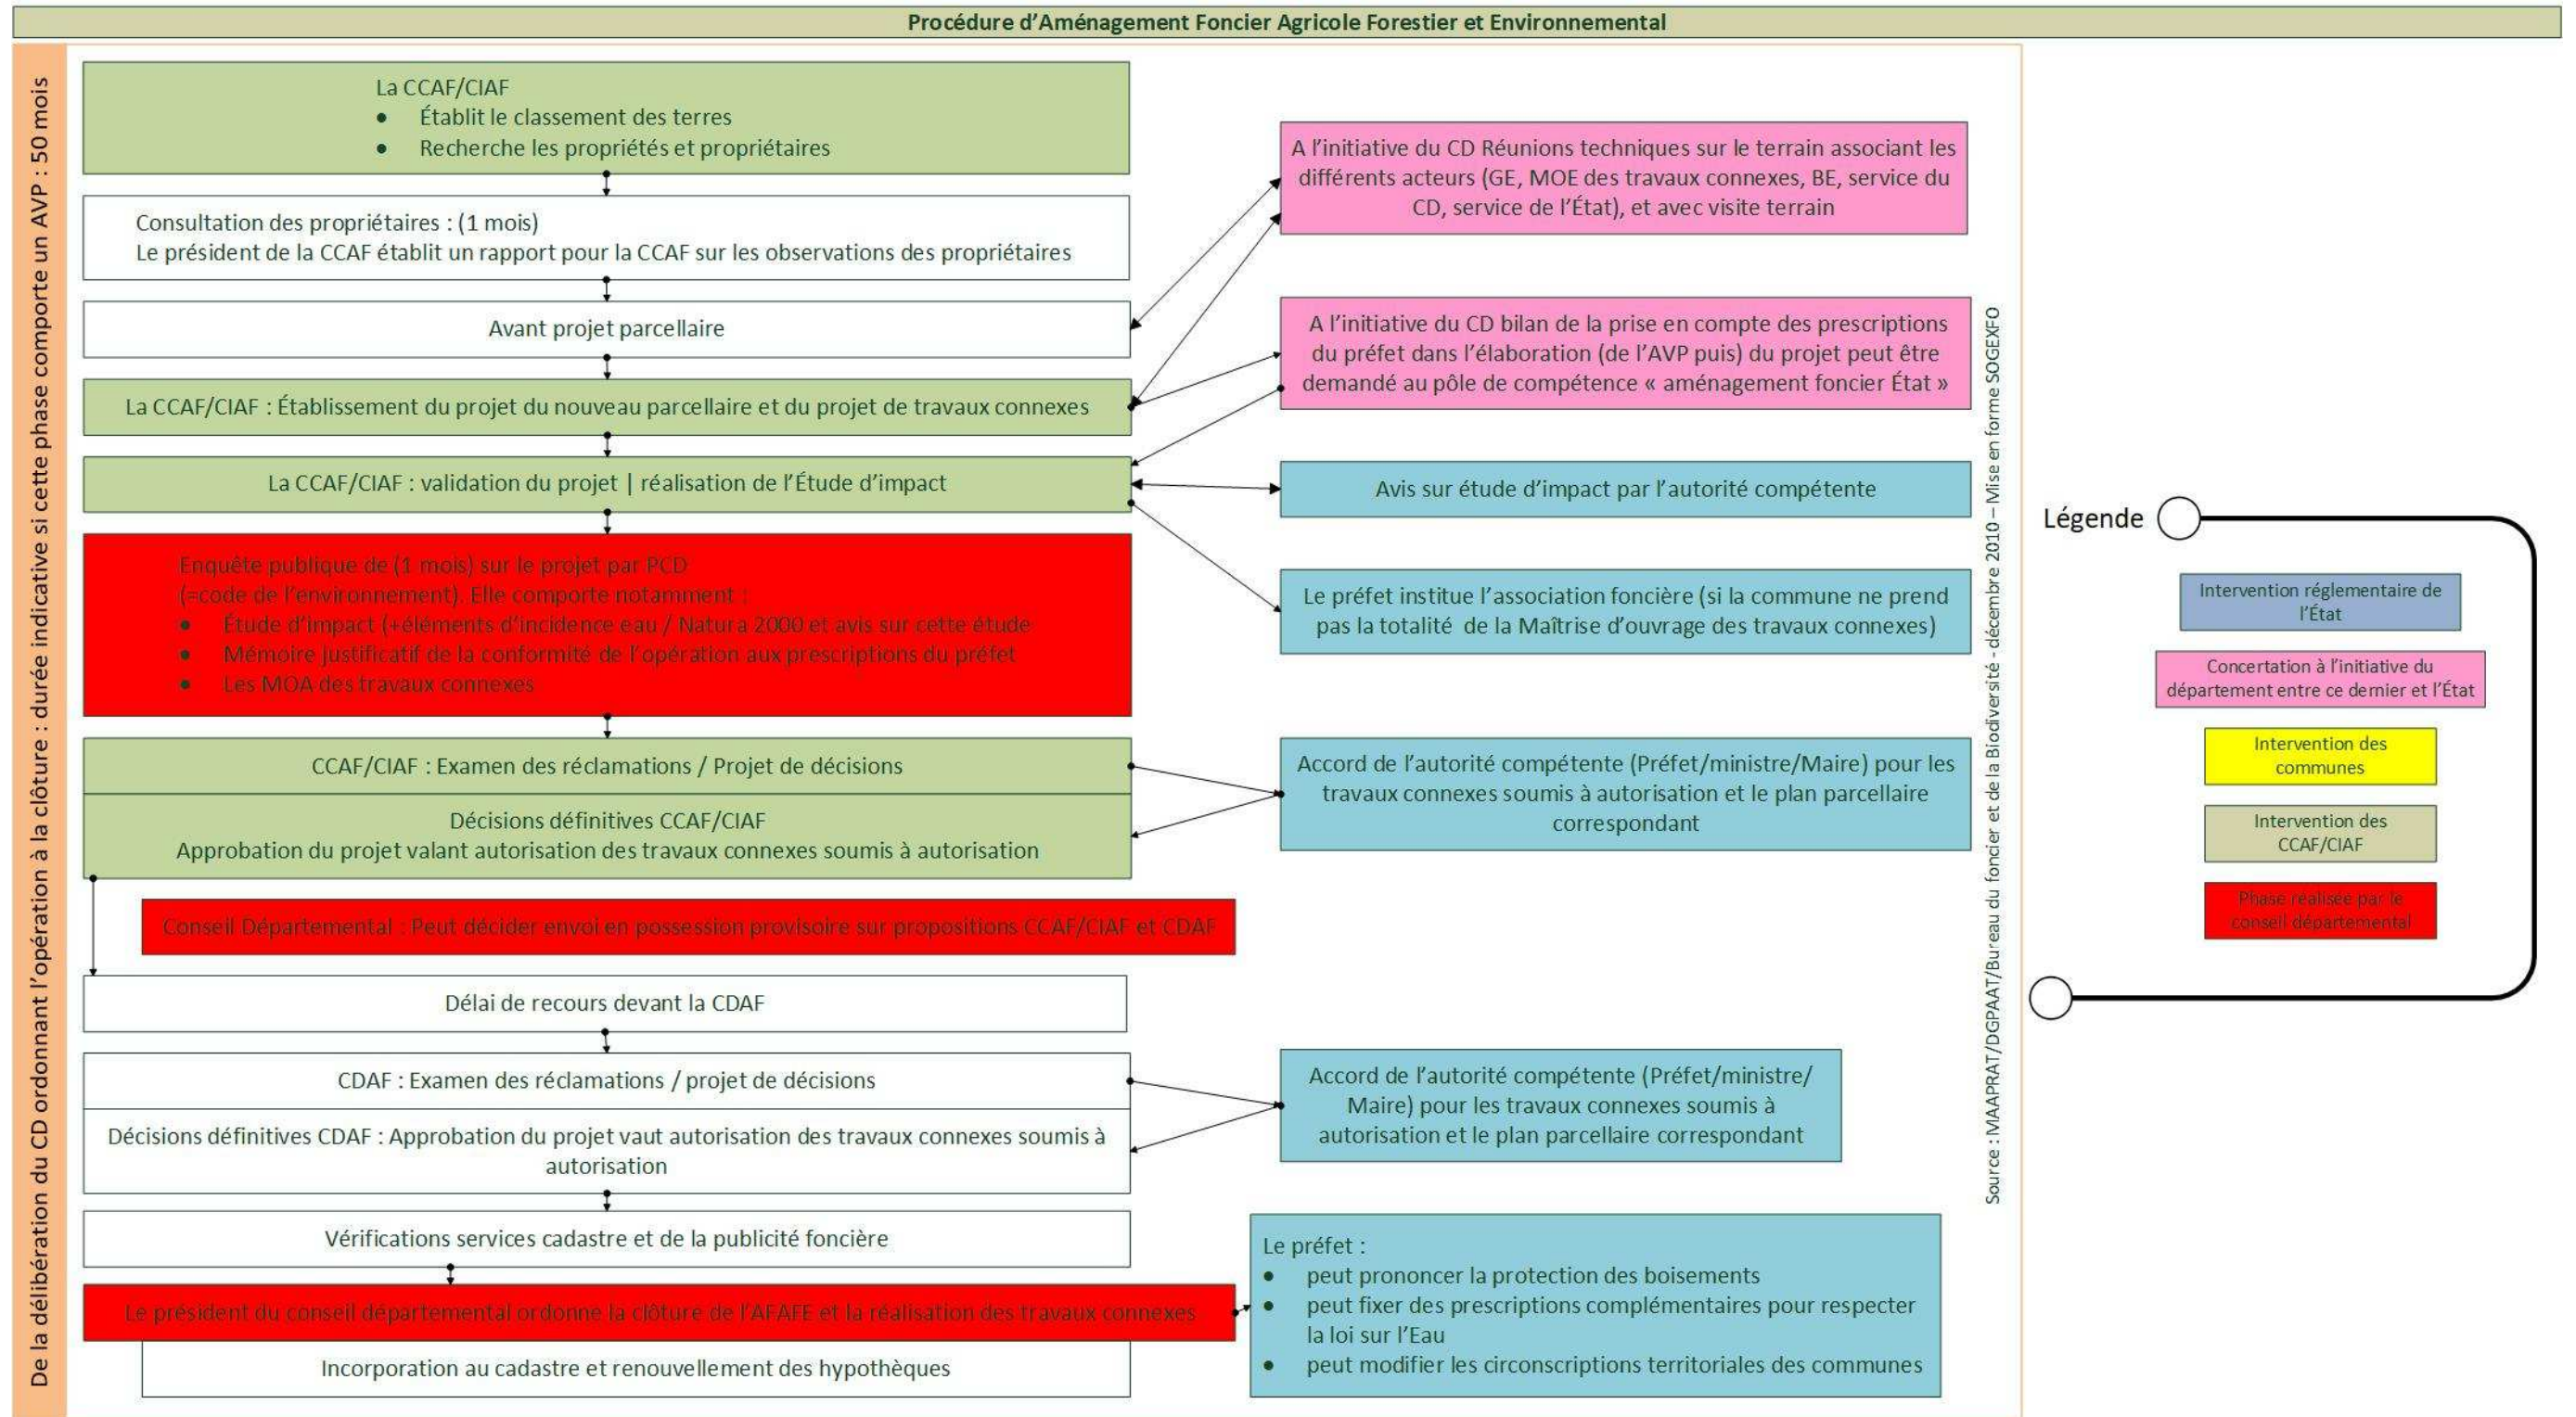 Procédure d'Aménagement Foncier Agricole Forestier et Environnemental
De la délibération du CD ordonnant l'opération à la clôture : durée indicative si cette phase comporte un AVP : 50 mois
La CCAF/CIAF
• Établit le classement des terres
• Recherche les propriétés et propriétaires
Consultation des propriétaires : (1 mois)
Le président de la CCAF établit un rapport pour la CCAF sur les observations des propriétaires
Avant projet parcellaire
La CCAF/CIAF : Établissement du projet du nouveau parcellaire et du projet de travaux connexes
La CCAF/CIAF : validation du projet | réalisation de l'Étude d'impact
Enquête publique de (1 mois) sur le projet par PCD
(=code de l'environnement). Elle comporte notamment :
• Étude d'impact (+éléments d'incidence eau / Natura 2000 et avis sur cette étude
• Mémoire justificatif de la conformité de l'opération aux prescriptions du préfet
• Les MOA des travaux connexes
CCAF/CIAF : Examen des réclamations / Projet de décisions
Décisions définitives CCAF/CIAF
Approbation du projet valant autorisation des travaux connexes soumis à autorisation
Conseil Départemental : Peut décider envoi en possession provisoire sur propositions CCAF/CIAF et CDAF
Délai de recours devant la CDAF
CDAF : Examen des réclamations / projet de décisions
Décisions définitives CDAF : Approbation du projet vaut autorisation des travaux connexes soumis à
autorisation
Vérifications services cadastre et de la publicité foncière
Le président du conseil départemental ordonne la clôture de l'AFAFE et la réalisation des travaux connexes
Incorporation au cadastre et renouvellement des hypothèques
A l'initiative du CD Réunions techniques sur le terrain associant les
différents acteurs (GE, MOE des travaux connexes, BE, service du
CD, service de l'État), et avec visite terrain
A l'initiative du CD bilan de la prise en compte des prescriptions
du préfet dans l'élaboration (de l'AVP puis) du projet peut être
demandé au pôle de compétence « aménagement foncier État »
Avis sur étude d'impact par l'autorité compétente
Le préfet institue l'association foncière (si la commune ne prend
pas la totalité de la Maîtrise d'ouvrage des travaux connexes)
Accord de l'autorité compétente (Préfet/ministre/Maire) pour les
travaux connexes soumis à autorisation et le plan parcellaire
correspondant
Accord de l'autorité compétente (Préfet/ministre/
Maire) pour les travaux connexes soumis à
autorisation et le plan parcellaire correspondant
Le préfet :
• peut prononcer la protection des boisements
• peut fixer des prescriptions complémentaires pour respecter
la loi sur l'Eau
• peut modifier les circonscriptions territoriales des communes
Source : MAAPRAT/DGPAAT/Bureau du foncier et de la Biodiversité - décembre 2010 – Mise en forme SOGEXFO
Légende
Intervention réglementaire de
l'État
Concertation à l'initiative du
département entre ce dernier et l'État
Intervention des
communes
Intervention des
CCAF/CIAF
Phase réalisée par le
conseil départemental